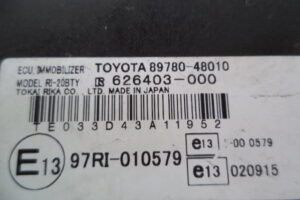 ECU, IMMOBILIZER TOYOTA 89780-48010
MODEL RI-20BTY R 626403-000
TOKAI RIKA CO., LTD MADE IN JAPAN
TE033D43A11952
E13 97RI-010579
e13 -00 0579
e13 020915